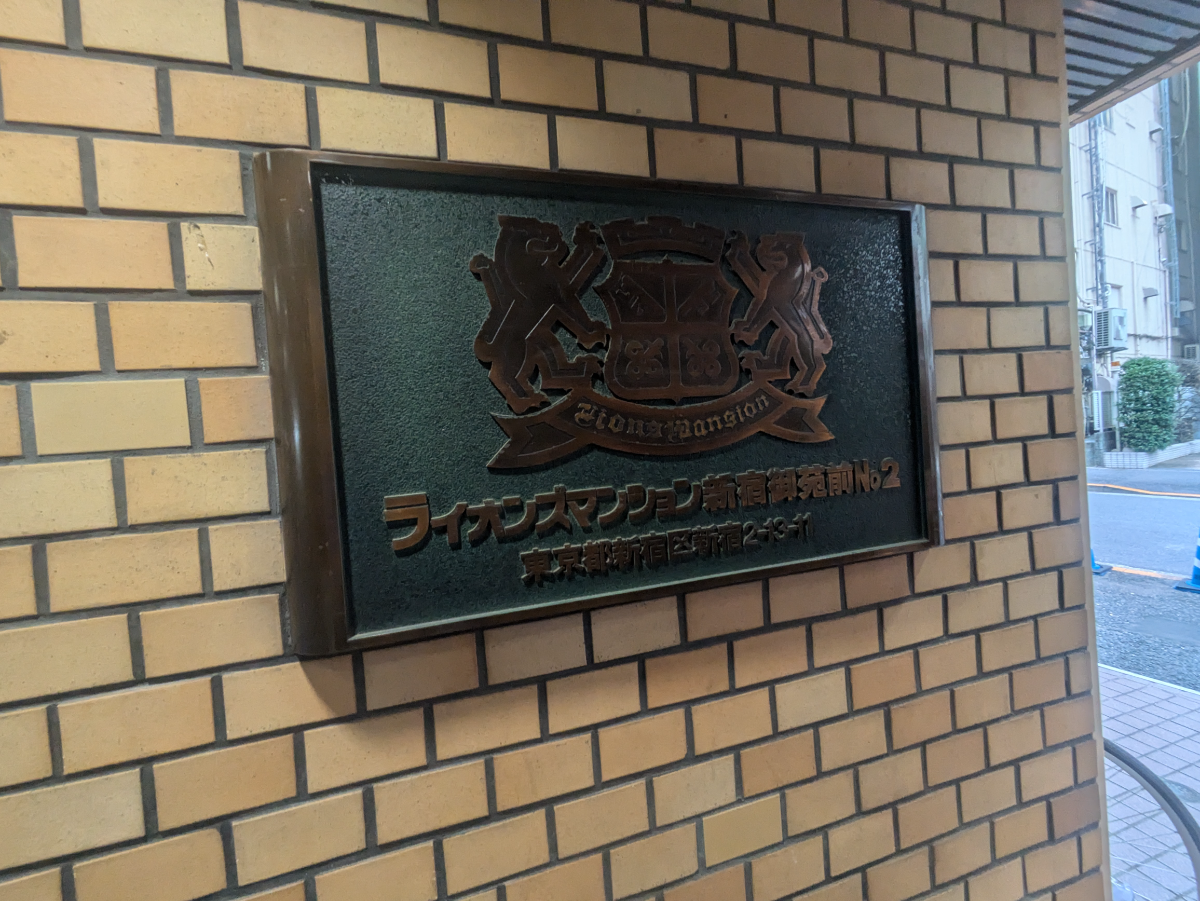 Lions Mansion
ライオンズマンション新宿御苑前No2
東京都新宿区新宿2-13-11